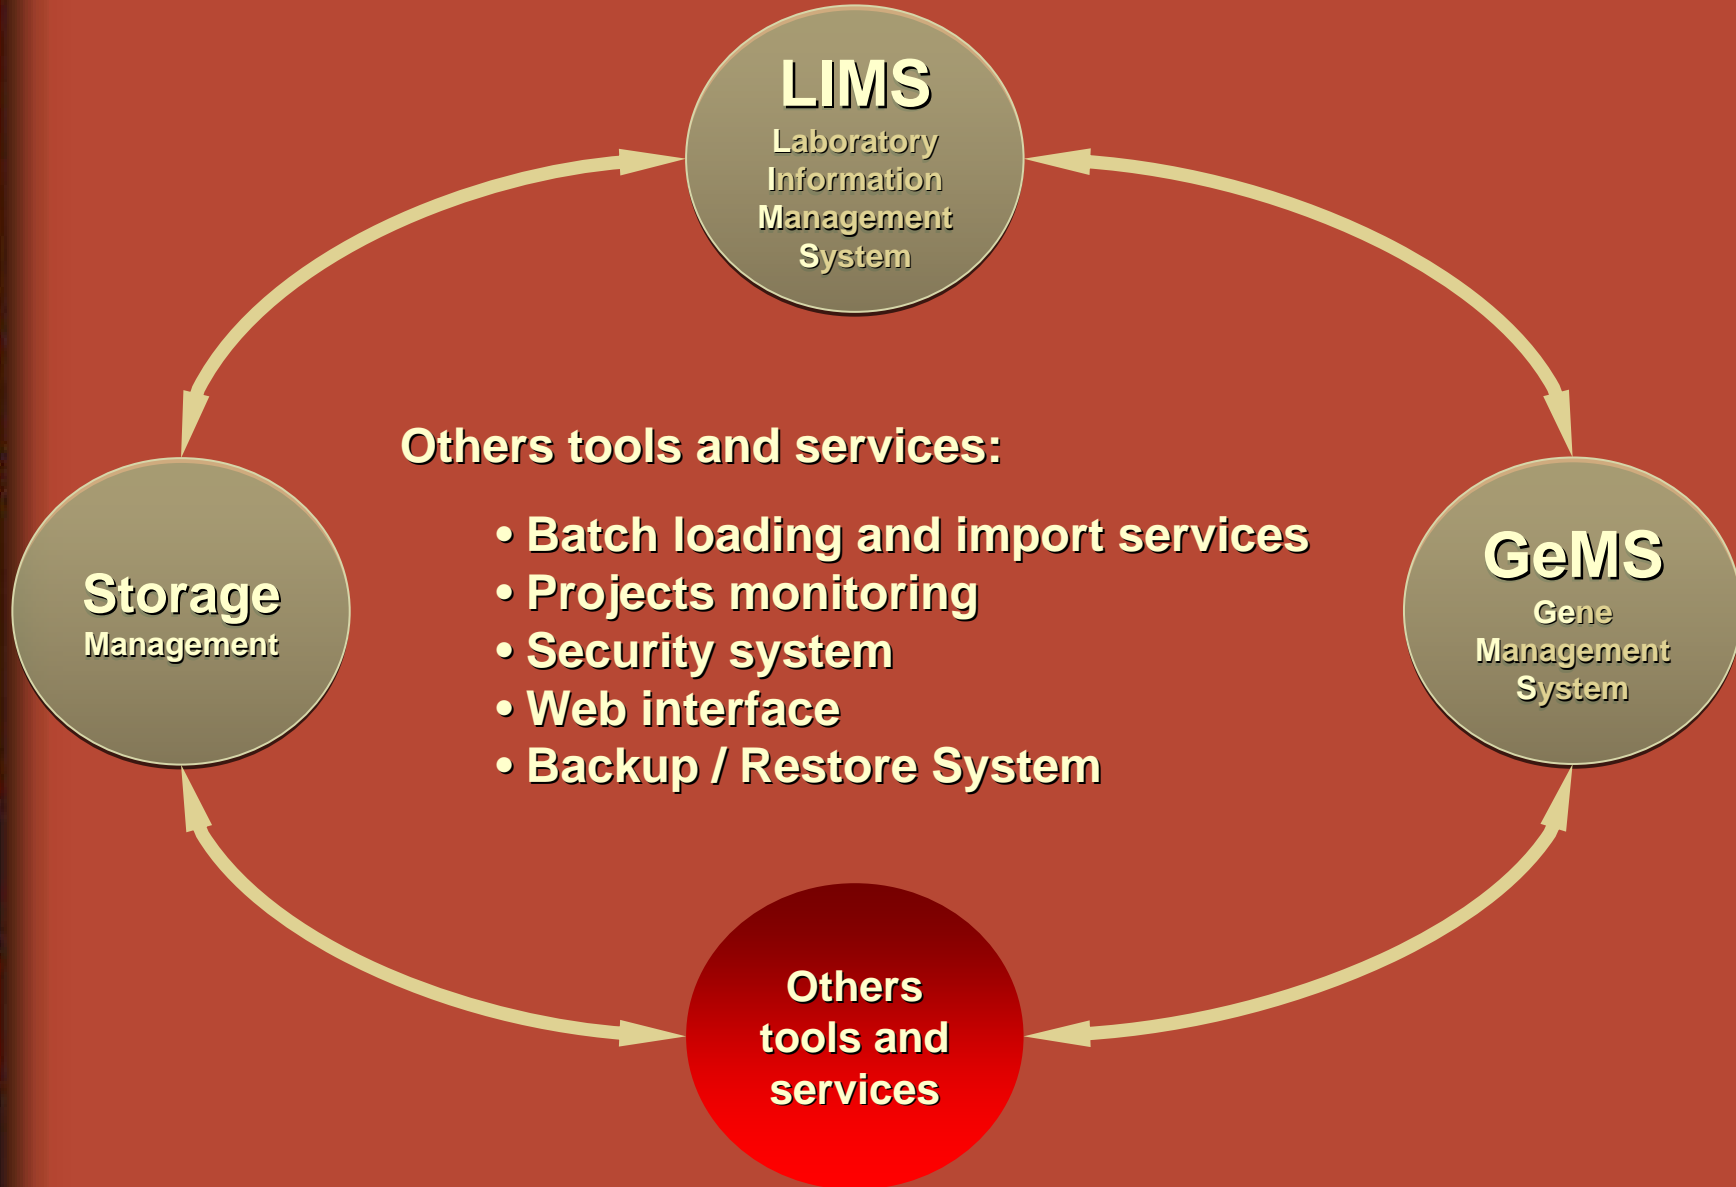 LIMS
Laboratory
Information
Management
System
Others tools and services:
• Batch loading and import services
• Projects monitoring
• Security system
• Web interface
• Backup / Restore System
Storage
Management
GeMS
Gene
Management
System
Others
tools and
services